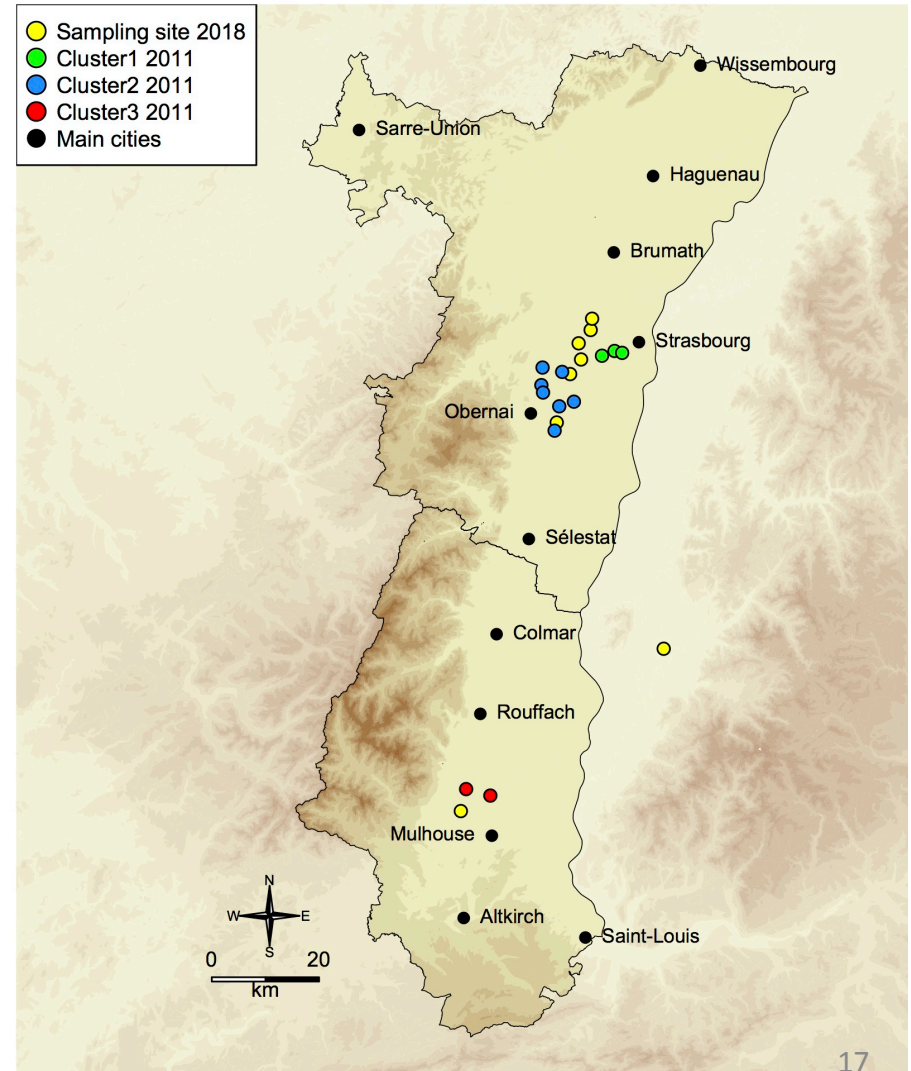 Sampling site 2018
Cluster1 2011
Cluster2 2011
Cluster3 2011
Main cities
Wissembourg
Sarre-Union
Haguenau
Brumath
Strasbourg
Obernai
Sélestat
Colmar
Rouffach
Mulhouse
N
W E
S
Altkirch
Saint-Louis
0 20
km
17